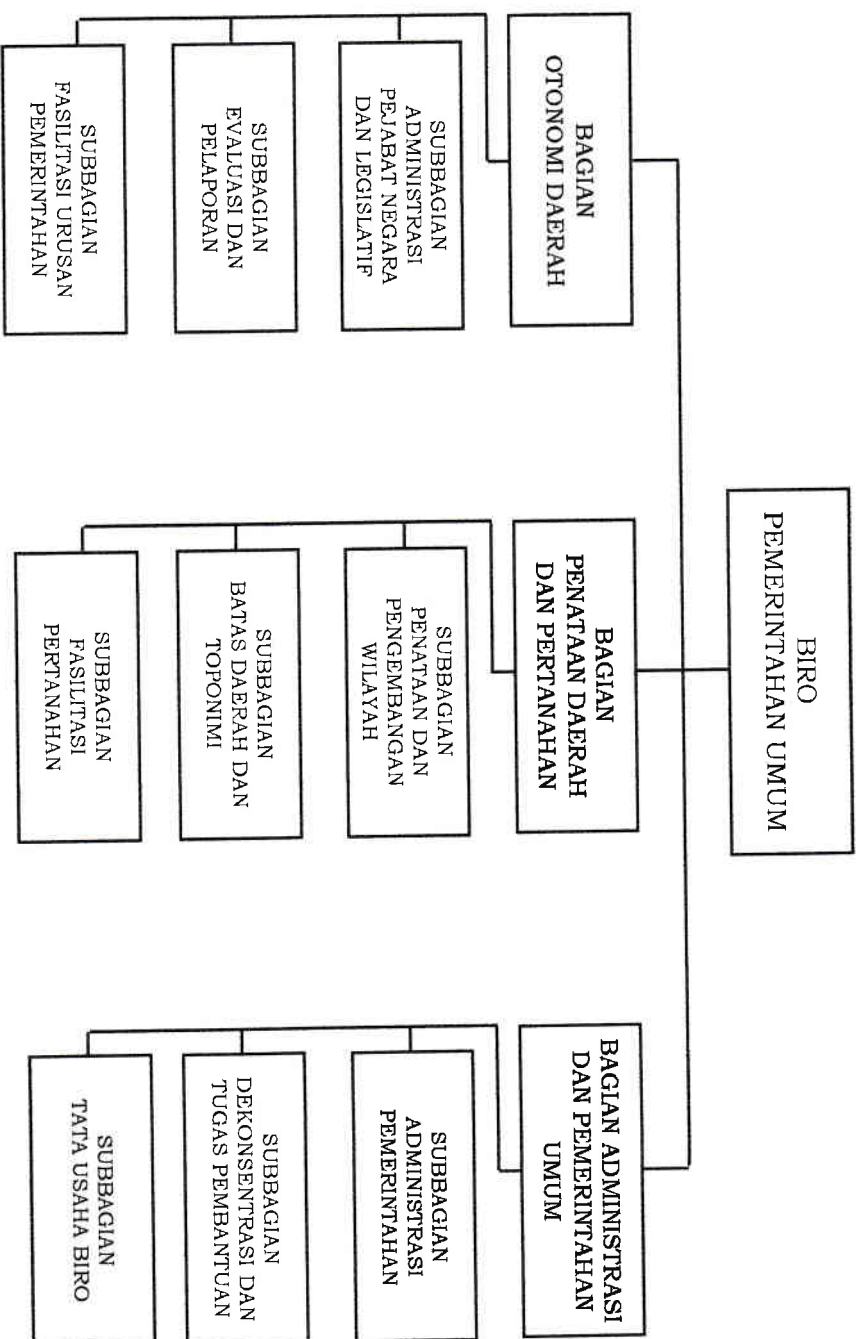 BIRO
PEMERINTAHAN UMUM
BAGIAN
OTONOMI DAERAH
SUBBAGIAN
ADMINISTRASI
PEJABAT NEGARA
DAN LEGISLATIF
SUBBAGIAN
EVALUASI DAN
PELAPORAN
SUBBAGIAN
FASILITASI URUSAN
PEMERINTAHAN
BAGIAN
PENATAAN DAERAH
DAN PERTANAHAN
SUBBAGIAN
PENATAAN DAN
PENGEMBANGAN
WILAYAH
SUBBAGIAN
BATAS DAERAH DAN
TOPONIMI
SUBBAGIAN
FASILITASI
PERTANAHAN
BAGIAN ADMINISTRASI
DAN PEMERINTAHAN
UMUM
SUBBAGIAN
ADMINISTRASI
PEMERINTAHAN
SUBBAGIAN
DEKONSENTRASI DAN
TUGAS PEMBANTUAN
SUBBAGIAN
TATA USAHA BIRO